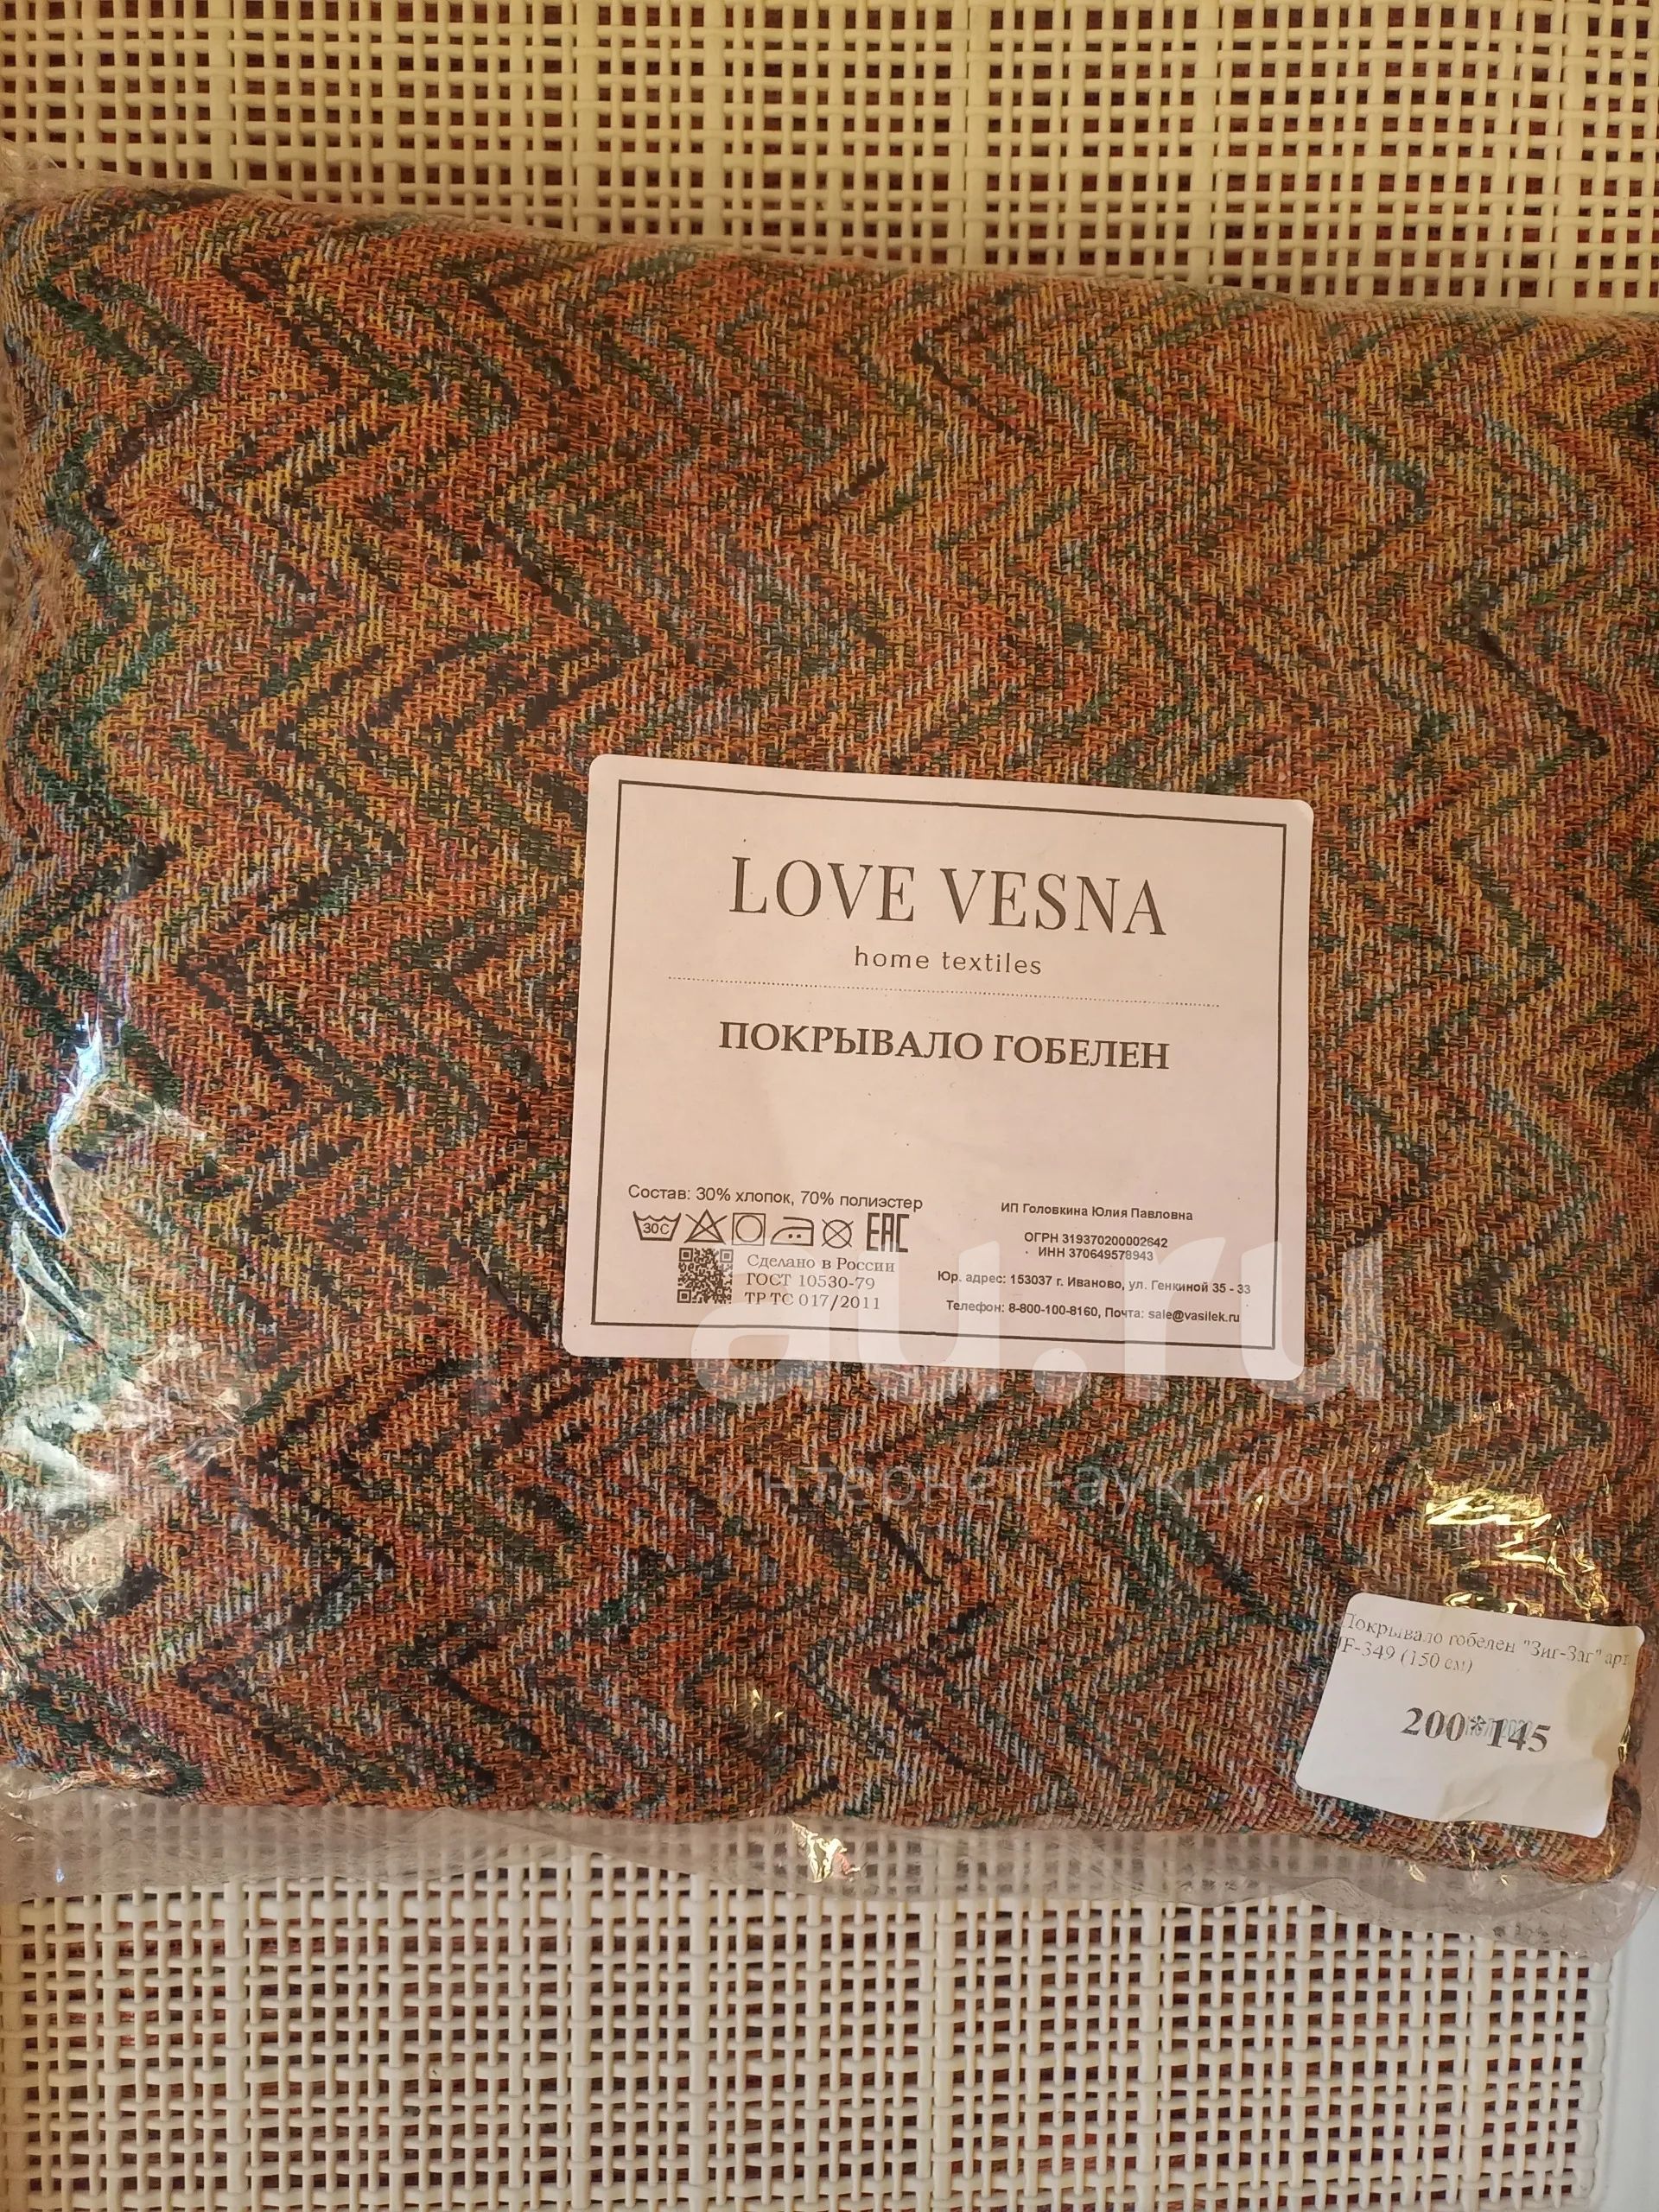 LOVE VESNA
home textiles
ПОКРЫВАЛО ГОБЕЛЕН
Состав: 30% хлопок, 70% полиэстер
30C
EAC
Сделано в России
ГОСТ 10530-79
ТР ТС 017/2011
ИП Головкина Юлия Павловна
ОГРН 319370200002642
ИНН 370649578943
Юр. адрес: 153037 г. Иваново, ул. Генкиной 35 - 33
Телефон: 8-800-100-8160, Почта: sale@vasilek.ru
au.ru
интернет-аукцион
Покрывало гобелен "Зиг-Заг" арт.
F-349 (150 см)
200*145